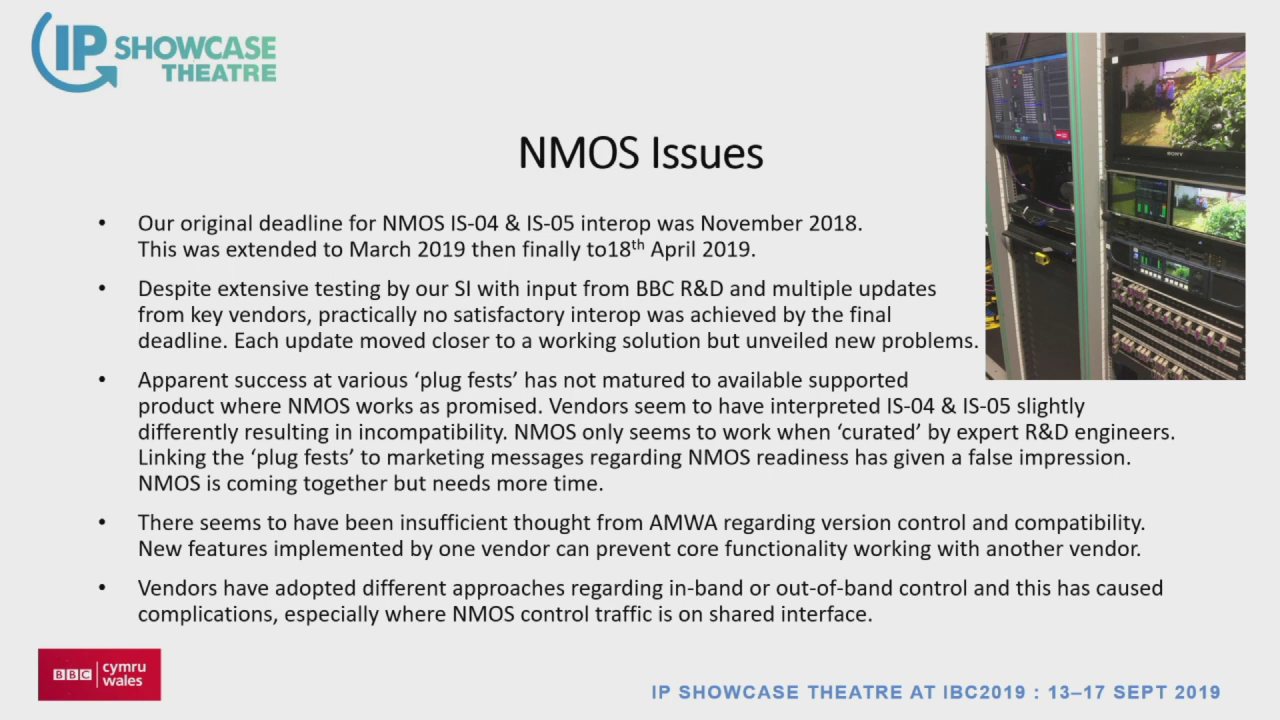 IP SHOWCASE
THEATRE
NMOS Issues
• Our original deadline for NMOS IS-04 & IS-05 interop was November 2018.
This was extended to March 2019 then finally to18th April 2019.
• Despite extensive testing by our SI with input from BBC R&D and multiple updates
from key vendors, practically no satisfactory interop was achieved by the final
deadline. Each update moved closer to a working solution but unveiled new problems.
• Apparent success at various ‘plug fests’ has not matured to available supported
product where NMOS works as promised. Vendors seem to have interpreted IS-04 & IS-05 slightly
differently resulting in incompatibility. NMOS only seems to work when ‘curated’ by expert R&D engineers.
Linking the ‘plug fests’ to marketing messages regarding NMOS readiness has given a false impression.
NMOS is coming together but needs more time.
• There seems to have been insufficient thought from AMWA regarding version control and compatibility.
New features implemented by one vendor can prevent core functionality working with another vendor.
• Vendors have adopted different approaches regarding in-band or out-of-band control and this has caused
complications, especially where NMOS control traffic is on shared interface.
SONY
BBC cymru
wales
IP SHOWCASE THEATRE AT IBC2019 : 13–17 SEPT 2019